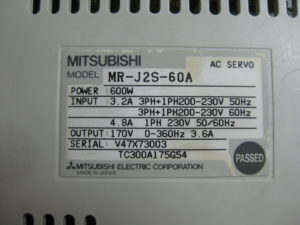 MITSUBISHI AC SERVO
MODEL MR-J2S-60A
POWER : 600W
INPUT : 3.2A 3PH+1PH200-230V 50Hz
3PH+1PH200-230V 60Hz
4.8A 1PH 230V 50/60Hz
OUTPUT: 170V 0-360Hz 3.6A
SERIAL: V47X73003
TC300A175G54
PASSED
MITSUBISHI ELECTRIC CORPORATION
MADE IN JAPAN